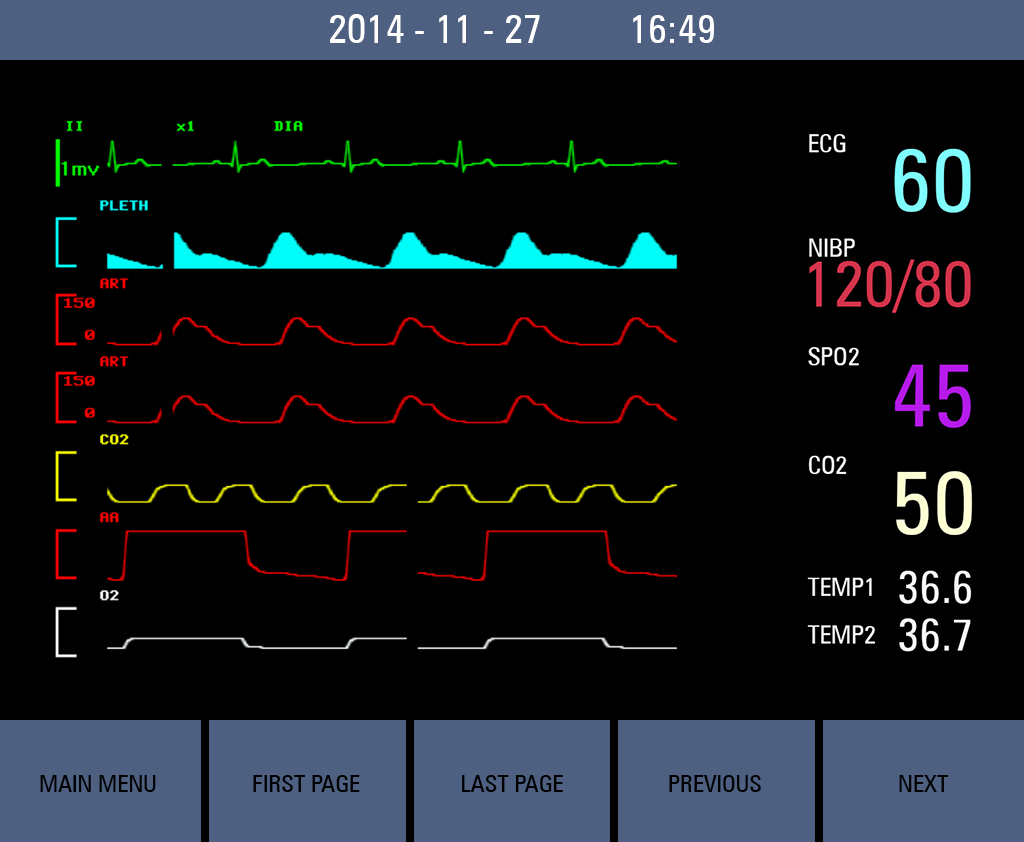 2014 - 11 - 27 16:49
II x1 DIA
1mv
PLETH
ART
150
0
ART
150
0
CO2
AA
O2
ECG
60
NIBP
120/80
SPO2
45
CO2
50
TEMP1 36.6
TEMP2 36.7
MAIN MENU FIRST PAGE LAST PAGE PREVIOUS NEXT